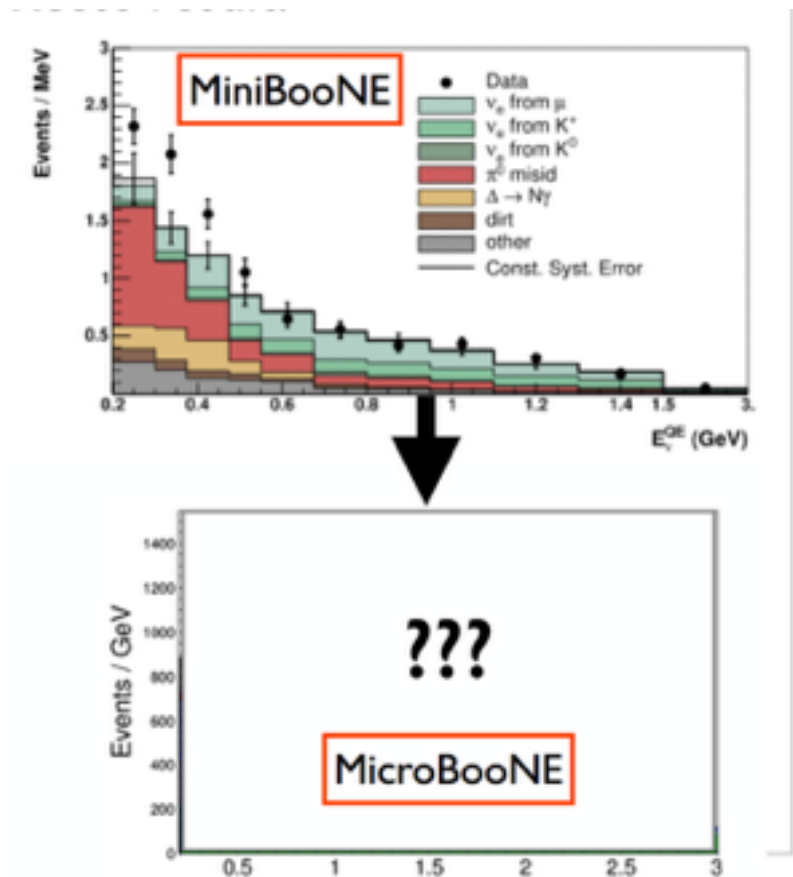 3
2.5
2
1.5
1
0.5
Events / MeV
MiniBooNE
Data
νe from μ
νe from K+
νe from K0
π0 misid
Δ → Nγ
dirt
other
Const. Syst. Error
0.2 0.4 0.6 0.8 1 1.2 1.4 1.5 3.
EνQE (GeV)
1400
1200
1000
800
600
400
200
0
Events / GeV
???
MicroBooNE
0.5 1 1.5 2 2.5 3